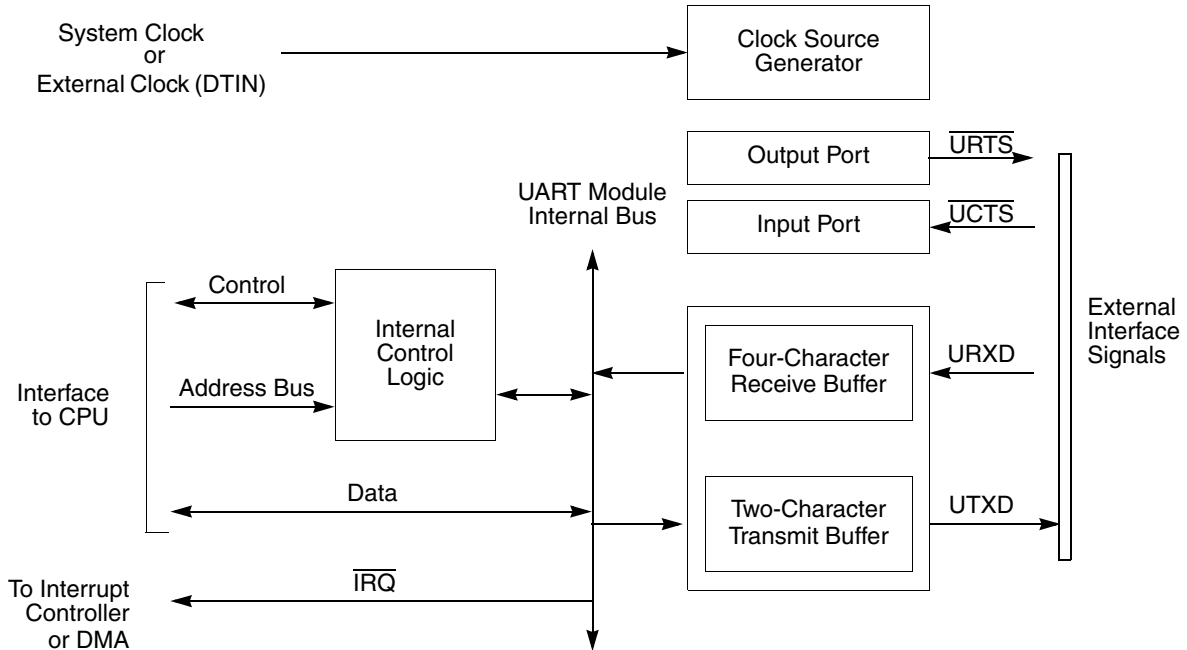 System Clock
or
External Clock (DTIN)
Clock Source
Generator
Output Port
URTS
UART Module
Internal Bus
Input Port
UCTS
Control
Internal
Control
Logic
Address Bus
Interface
to CPU
Four-Character
Receive Buffer
URXD
External
Interface
Signals
Data
Two-Character
Transmit Buffer
UTXD
IRQ
To Interrupt
Controller
or DMA